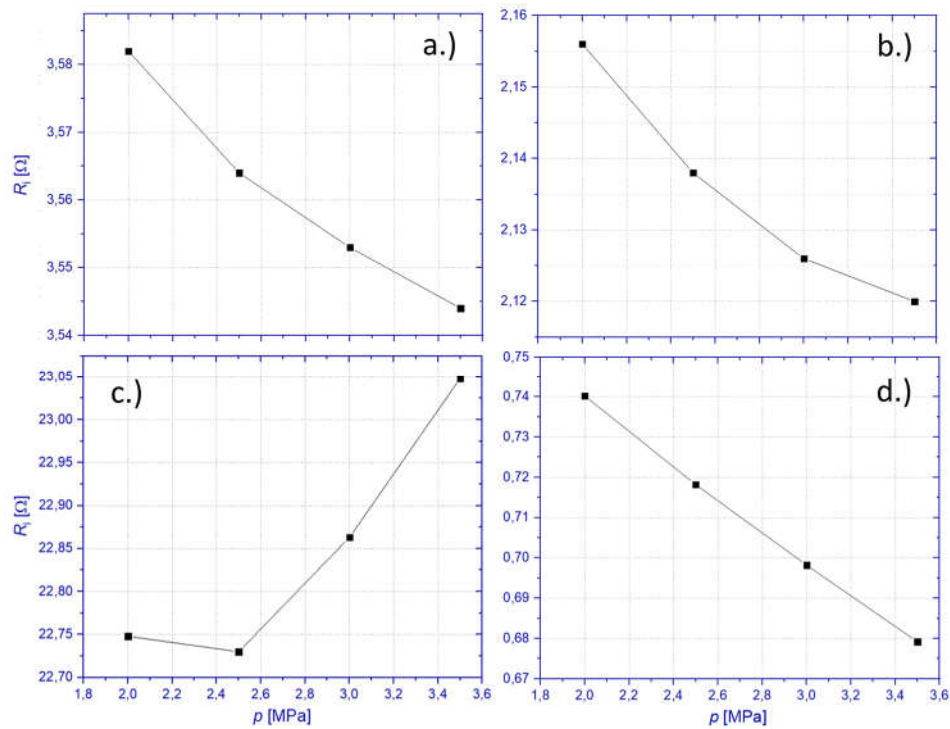 a.)
3,58
3,57
3,56
3,55
3,54
R_i [Ω]
b.)
2,16
2,15
2,14
2,13
2,12
c.)
23,05
23,00
22,95
22,90
22,85
22,80
22,75
22,70
R_i [Ω]
1,8 2,0 2,2 2,4 2,6 2,8 3,0 3,2 3,4 3,6
p [MPa]
d.)
0,75
0,74
0,73
0,72
0,71
0,70
0,69
0,68
0,67
1,8 2,0 2,2 2,4 2,6 2,8 3,0 3,2 3,4 3,6
p [MPa]